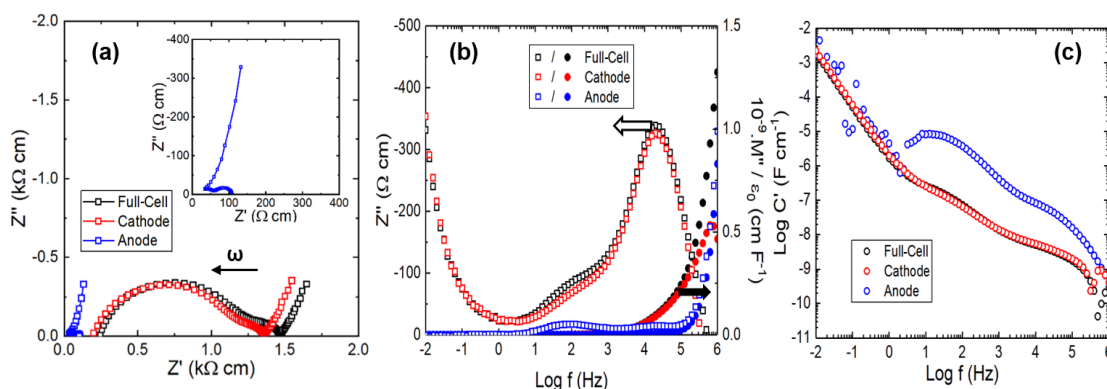 (a)
Z'' (kΩ cm)
-2.0
-1.5
-1.0
-0.5
0.0
0.0 0.5 1.0 1.5 2.0
Z' (kΩ cm)
Full-Cell
Cathode
Anode
ω
Z'' (Ω cm)
-400
-300
-200
-100
0
0 100 200 300 400
Z' (Ω cm)
(b)
Z'' (Ω cm)
-500
-400
-300
-200
-100
0
-2 -1 0 1 2 3 4 5 6
Log f (Hz)
/ Full-Cell
/ Cathode
/ Anode
1.5
1.0
0.5
0.0
10⁻⁹.M'' / ε₀ (cm F⁻¹)
(c)
Log C' (F cm⁻¹)
-2
-3
-4
-5
-6
-7
-8
-9
-10
-11
-2 -1 0 1 2 3 4 5 6
Log f (Hz)
Full-Cell
Cathode
Anode